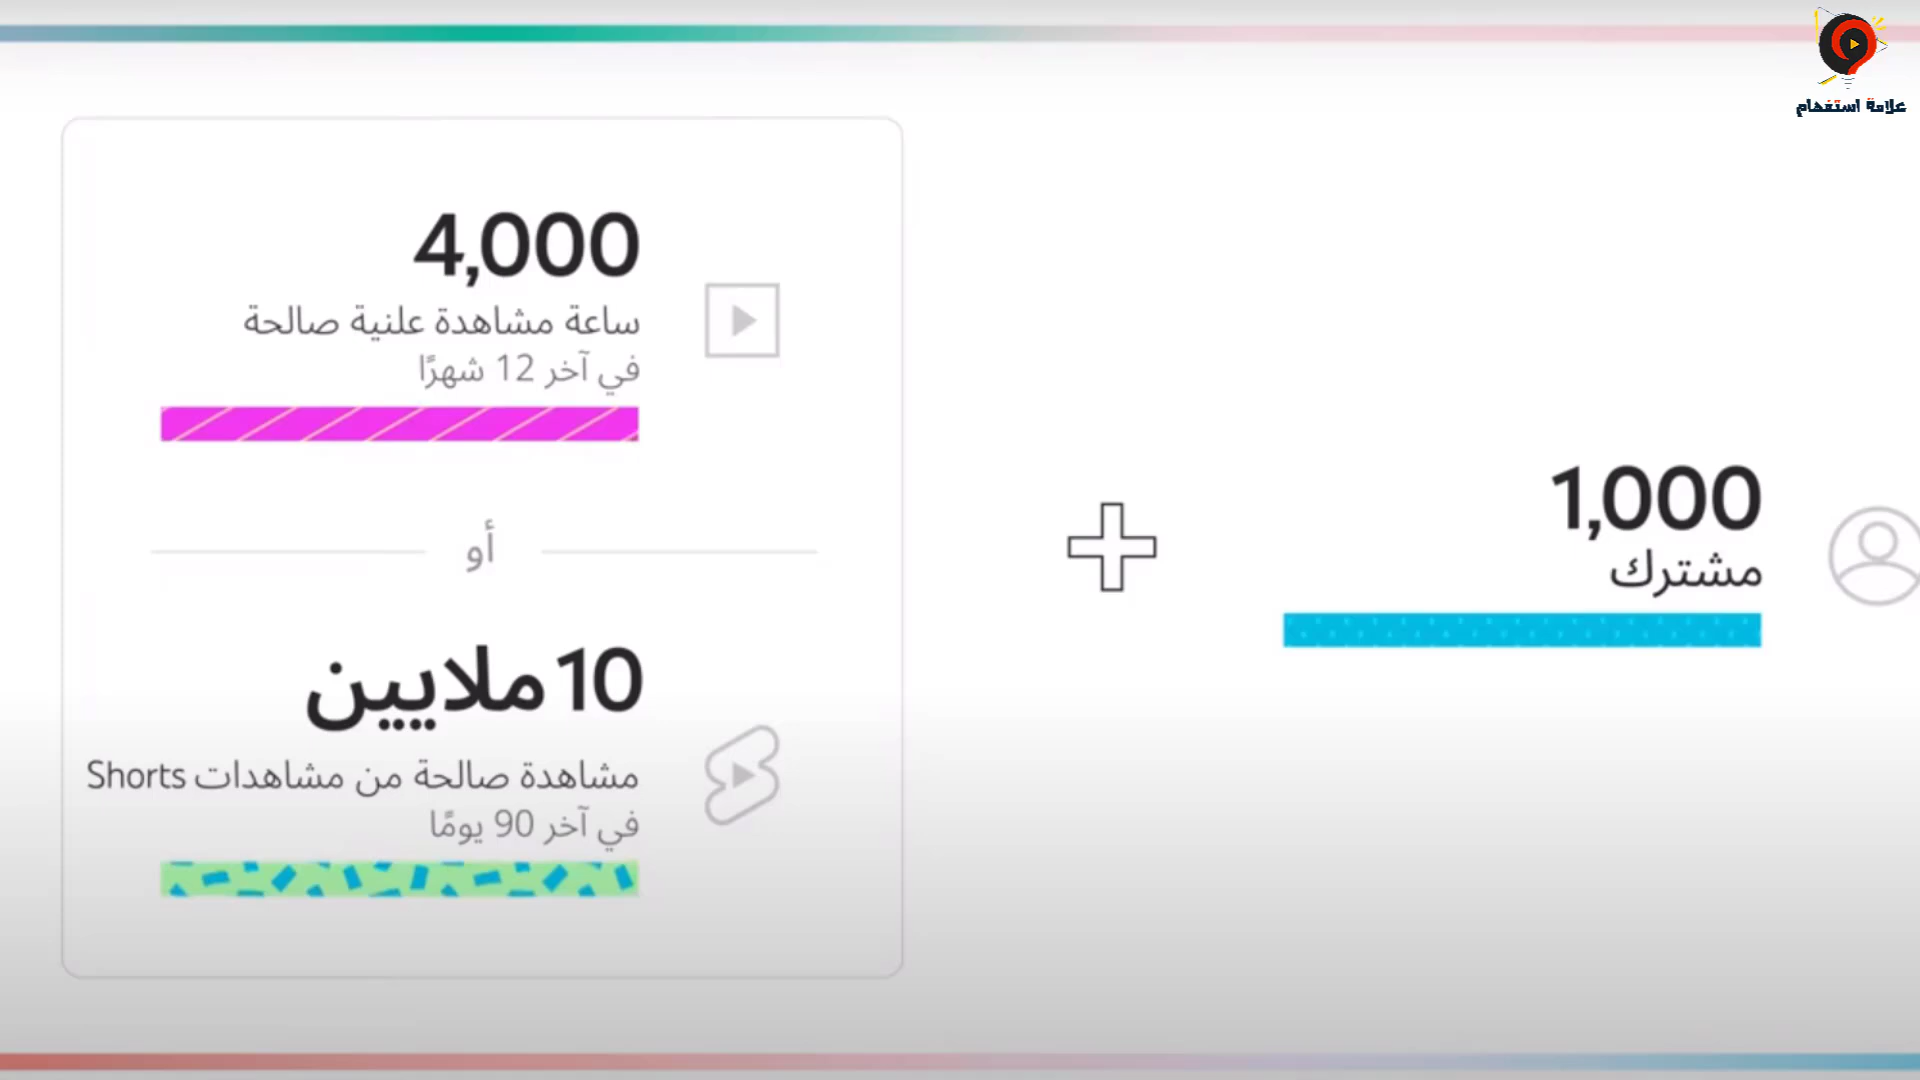 علامة استفهام
1,000
مشترك
4,000
ساعة مشاهدة علنية صالحة
في آخر 12 شهرًا
أو
10 ملايين
مشاهدة صالحة من مشاهدات Shorts
في آخر 90 يومًا